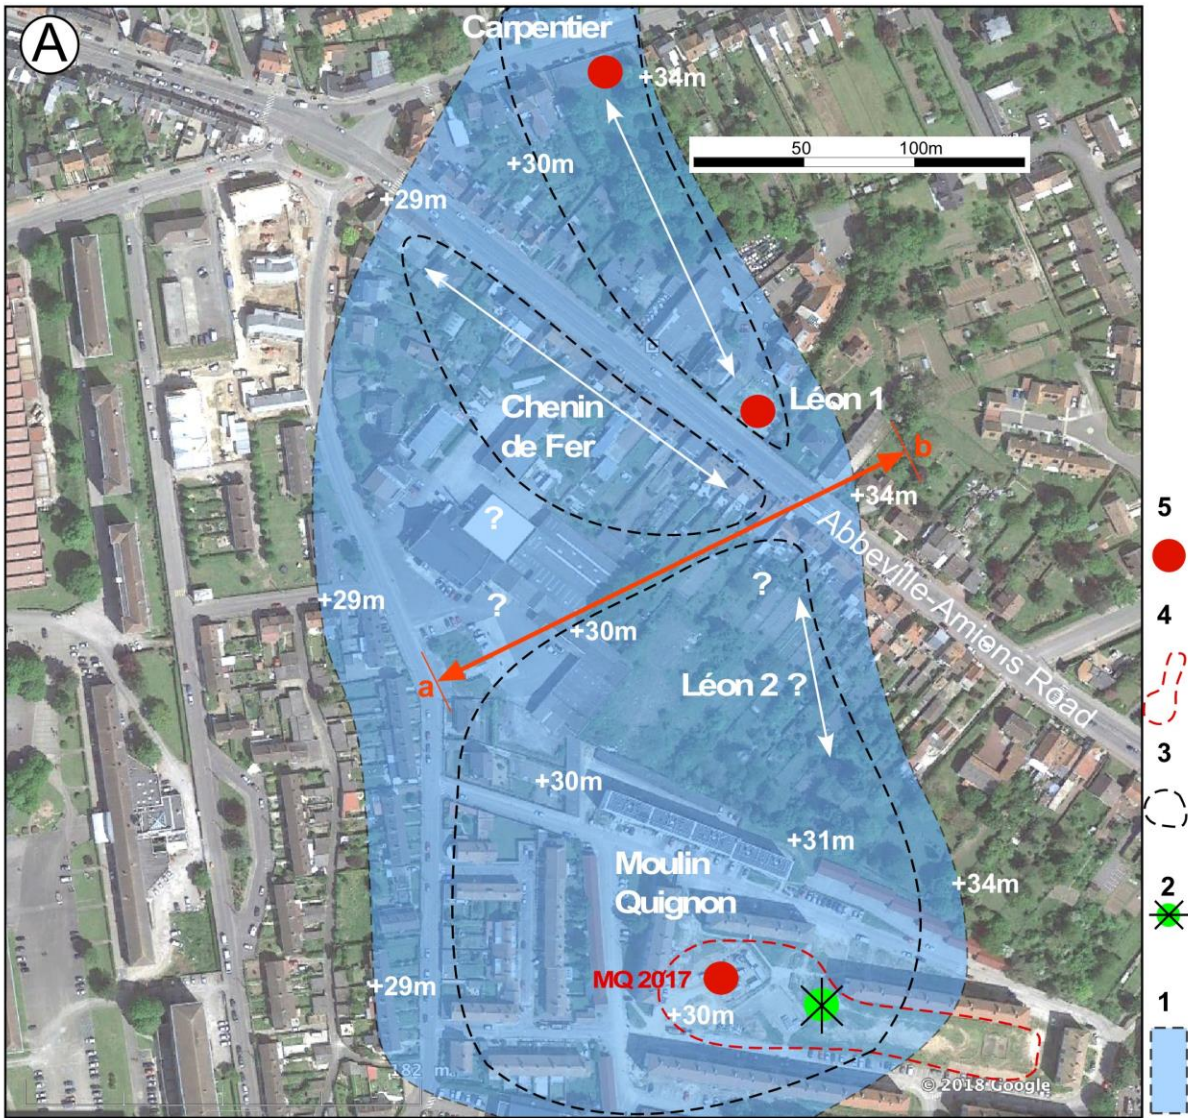 A
Carpentier
+34m
50
100m
+30m
+29m
Chenin
de Fer
Léon 1
b
+34m
Abbeville-Amiens Road
?
?
?
+29m
+30m
a
Léon 2 ?
+30m
+31m
Moulin
Quignon
+34m
MQ 2017
+29m
+30m
182 m
© 2018 Google
5
4
3
2
1